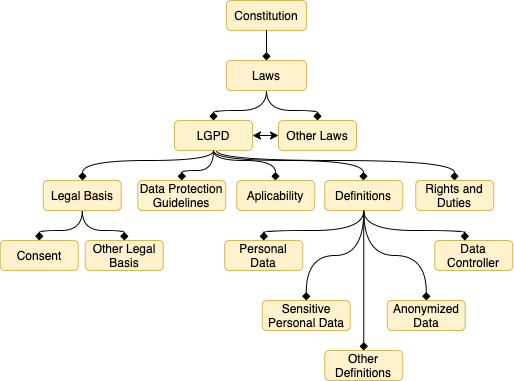 Constitution
Laws
LGPD
Other Laws
Legal Basis
Data Protection
Guidelines
Aplicability
Definitions
Rights and
Duties
Consent
Other Legal
Basis
Personal
Data
Data
Controller
Sensitive
Personal Data
Anonymized
Data
Other
Definitions